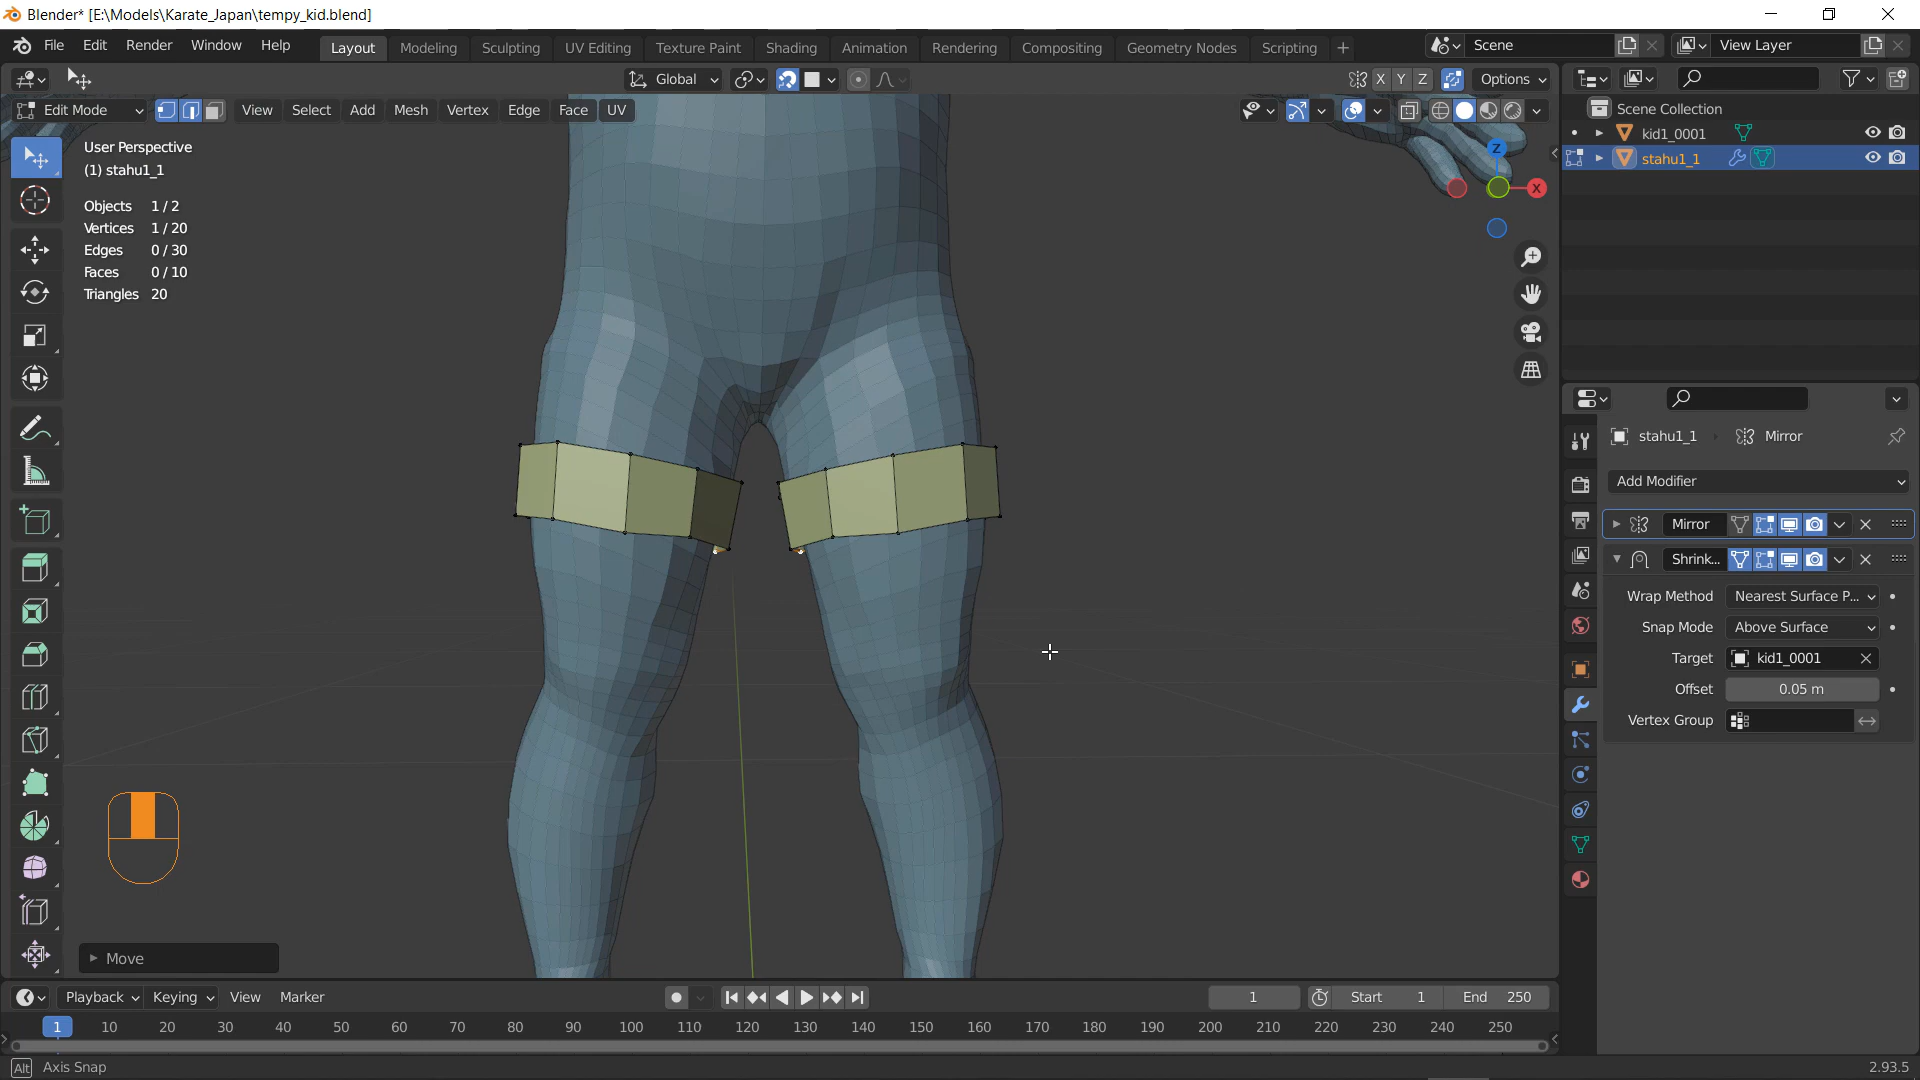 Blender* [E:\Models\Karate_Japan\tempy_kid.blend]
File Edit Render Window Help
Layout Modeling Sculpting UV Editing Texture Paint Shading Animation Rendering Compositing Geometry Nodes Scripting
Scene
View Layer
Global
X Y Z
Options
Edit Mode
View Select Add Mesh Vertex Edge Face UV
User Perspective
(1) stahu1_1
Objects 1/2
Vertices 1/20
Edges 0/30
Faces 0/10
Triangles 20
Z
X
Scene Collection
kid1_0001
stahu1_1
stahu1_1 Mirror
Add Modifier
Mirror
Shrink...
Wrap Method Nearest Surface P...
Snap Mode Above Surface
Target kid1_0001
Offset 0.05 m
Vertex Group
Move
Playback Keying View Marker
1
Start 1
End 250
1 10 20 30 40 50 60 70 80 90 100 110 120 130 140 150 160 170 180 190 200 210 220 230 240 250
Alt Axis Snap
2.93.5